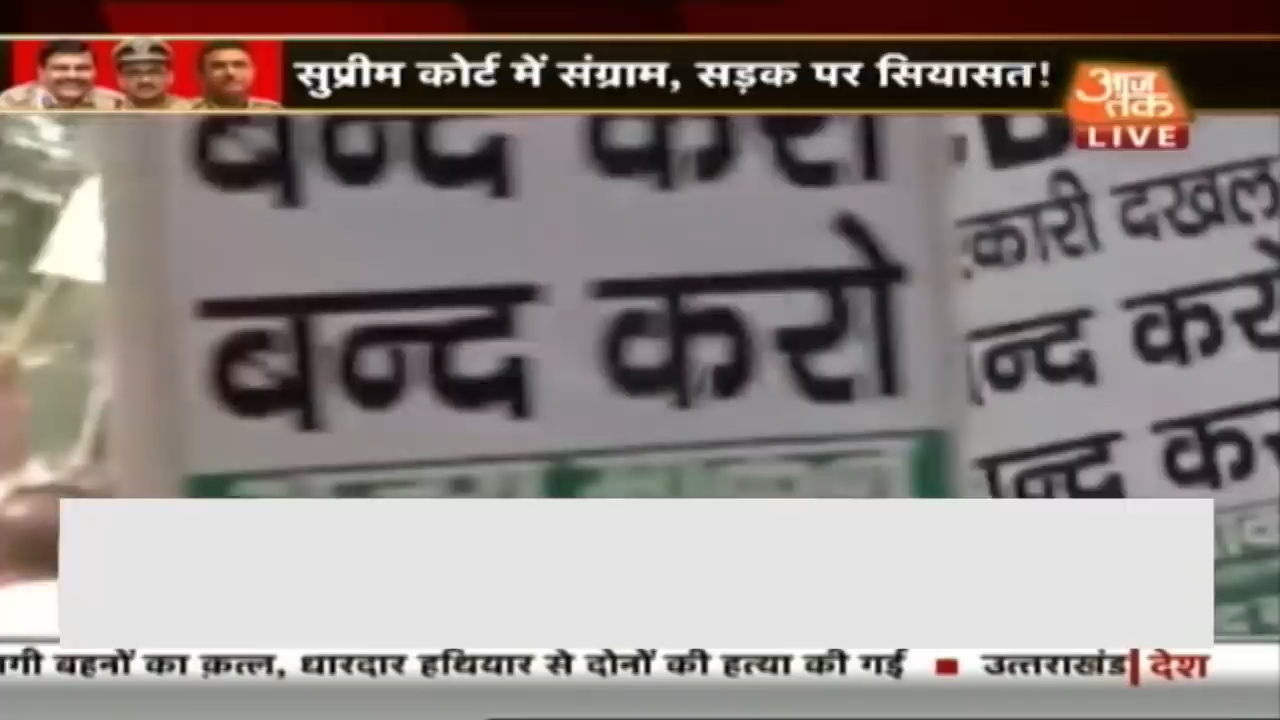 सुप्रीम कोर्ट में संग्राम, सड़क पर सियासत!
आज
तक
LIVE
बन्द करो
बन्द करो
दखल
करो
बहनों का क़त्ल, धारदार हथियार से दोनों की हत्या की गई ■ उत्तराखंड
देश